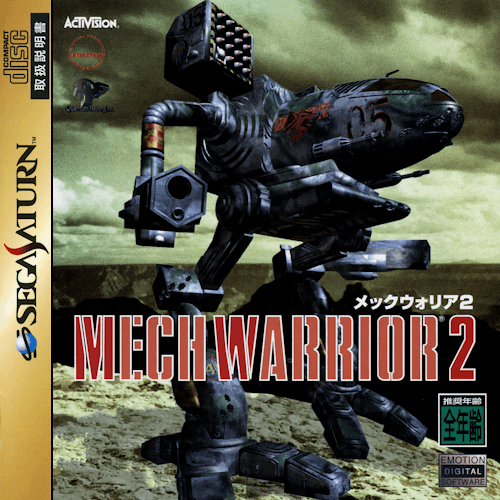 COMPACT
disc
取扱説明書
SEGA SATURN™
ACTIVISION®
05
メックウォリア2
MECHWARRIOR® 2
推奨年齢
全年齢
EMOTION
DIGITAL
SOFTWARE